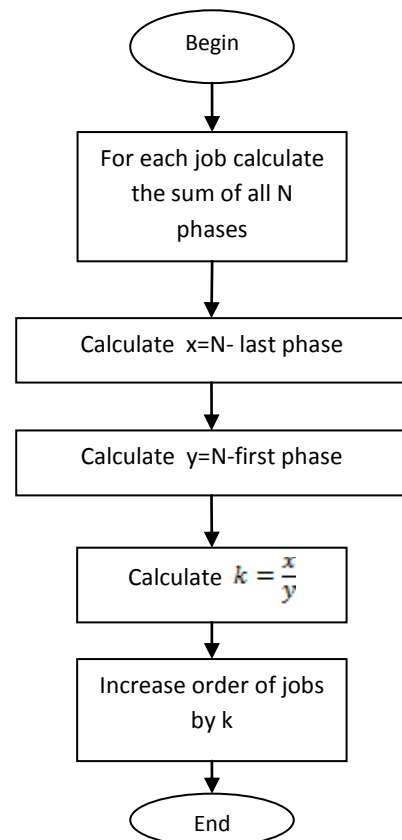 Begin
For each job calculate
the sum of all N
phases
Calculate x=N- last phase
Calculate y=N-first phase
Calculate k = x/y
Increase order of jobs
by k
End